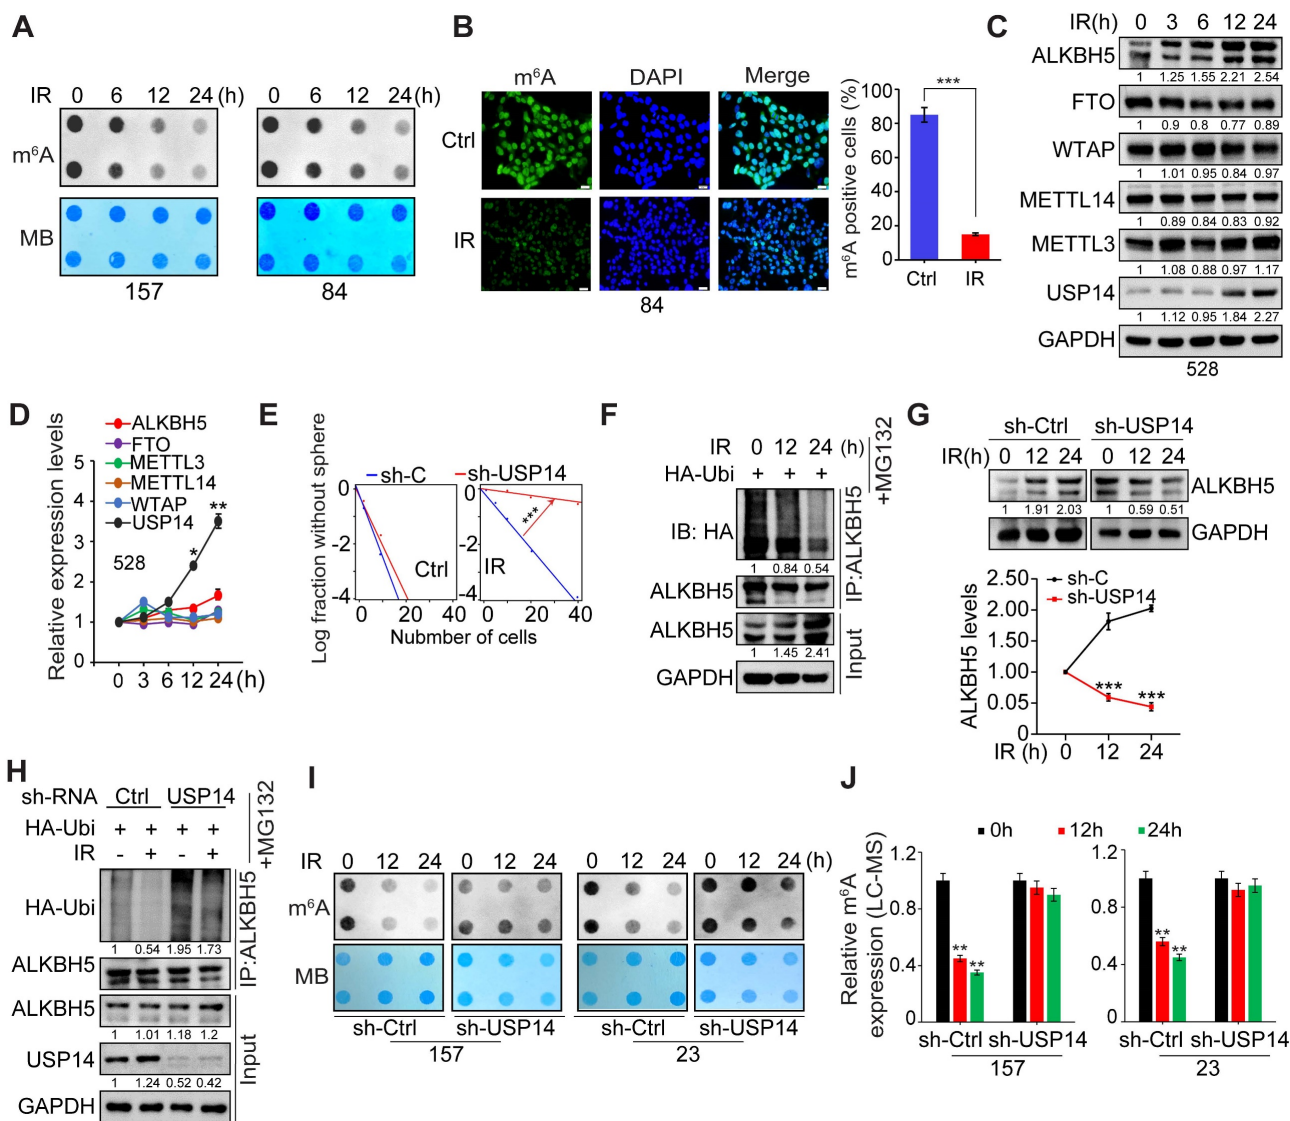 A
IR 0 6 12 24 (h) 0 6 12 24 (h)
m⁶A
MB
157 84
B
m⁶A DAPI Merge
Ctrl
IR
84
m⁶A positive cells (%)
100
80
60
40
20
0
***
Ctrl IR
C
IR(h) 0 3 6 12 24
ALKBH5
1 1.25 1.55 2.21 2.54
FTO
1 0.9 0.8 0.77 0.89
WTAP
1 1.01 0.95 0.84 0.97
METTL14
1 0.89 0.84 0.83 0.92
METTL3
1 1.08 0.88 0.97 1.17
USP14
1 1.12 0.95 1.84 2.27
GAPDH
528
D
Relative expression levels
ALKBH5
FTO
METTL3
METTL14
WTAP
USP14
5
4
3
2
1
0
528
*
**
0 3 6 12 24 (h)
E
sh-C sh-USP14
Log fraction without sphere
0
-2
-4
Ctrl
0
-2
-4
IR
***
0 20 40 0 20 40
Nubmber of cells
F
IR 0 12 24 (h)
HA-Ubi + + +
+MG132
IB: HA
1 0.84 0.54
ALKBH5
IP:ALKBH5
ALKBH5
1 1.45 2.41
GAPDH
Input
G
sh-Ctrl sh-USP14
IR(h) 0 12 24 0 12 24
ALKBH5
1 1.91 2.03 1 0.59 0.51
GAPDH
ALKBH5 levels
sh-C
sh-USP14
2.50
2.00
1.50
1.00
0.05
0
*** ***
IR (h) 0 12 24
H
sh-RNA Ctrl USP14
HA-Ubi + + + +
IR - + - +
+MG132
HA-Ubi
1 0.54 1.95 1.73
ALKBH5
IP:ALKBH5
ALKBH5
1 1.01 1.18 1.2
USP14
1 1.24 0.52 0.42
GAPDH
Input
I
IR 0 12 24 0 12 24 0 12 24 0 12 24 (h)
m⁶A
MB
sh-Ctrl sh-USP14 sh-Ctrl sh-USP14
157 23
J
0h 12h 24h
Relative m⁶A
expression (LC-MS)
1.2
0.8
0.4
0
** **
sh-Ctrl sh-USP14
157
1.2
0.8
0.4
0
** **
sh-Ctrl sh-USP14
23